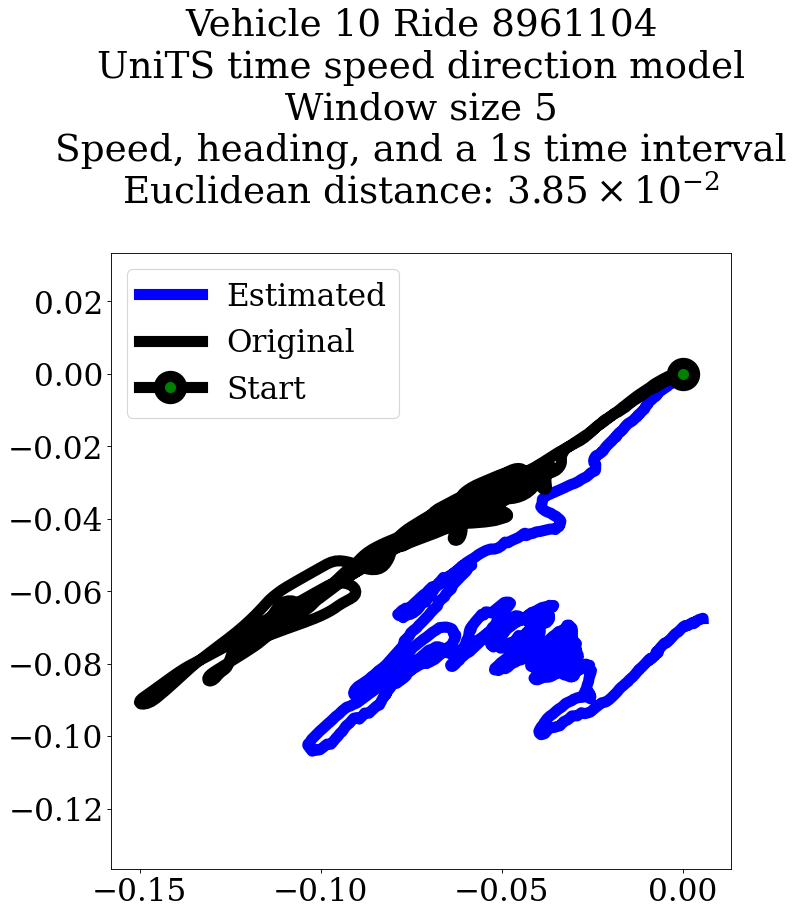 Vehicle 10 Ride 8961104
UniTS time speed direction model
Window size 5
Speed, heading, and a 1s time interval
Euclidean distance: 3.85 × 10⁻²
Estimated
Original
Start
0.02
0.00
−0.02
−0.04
−0.06
−0.08
−0.10
−0.12
−0.15 −0.10 −0.05 0.00